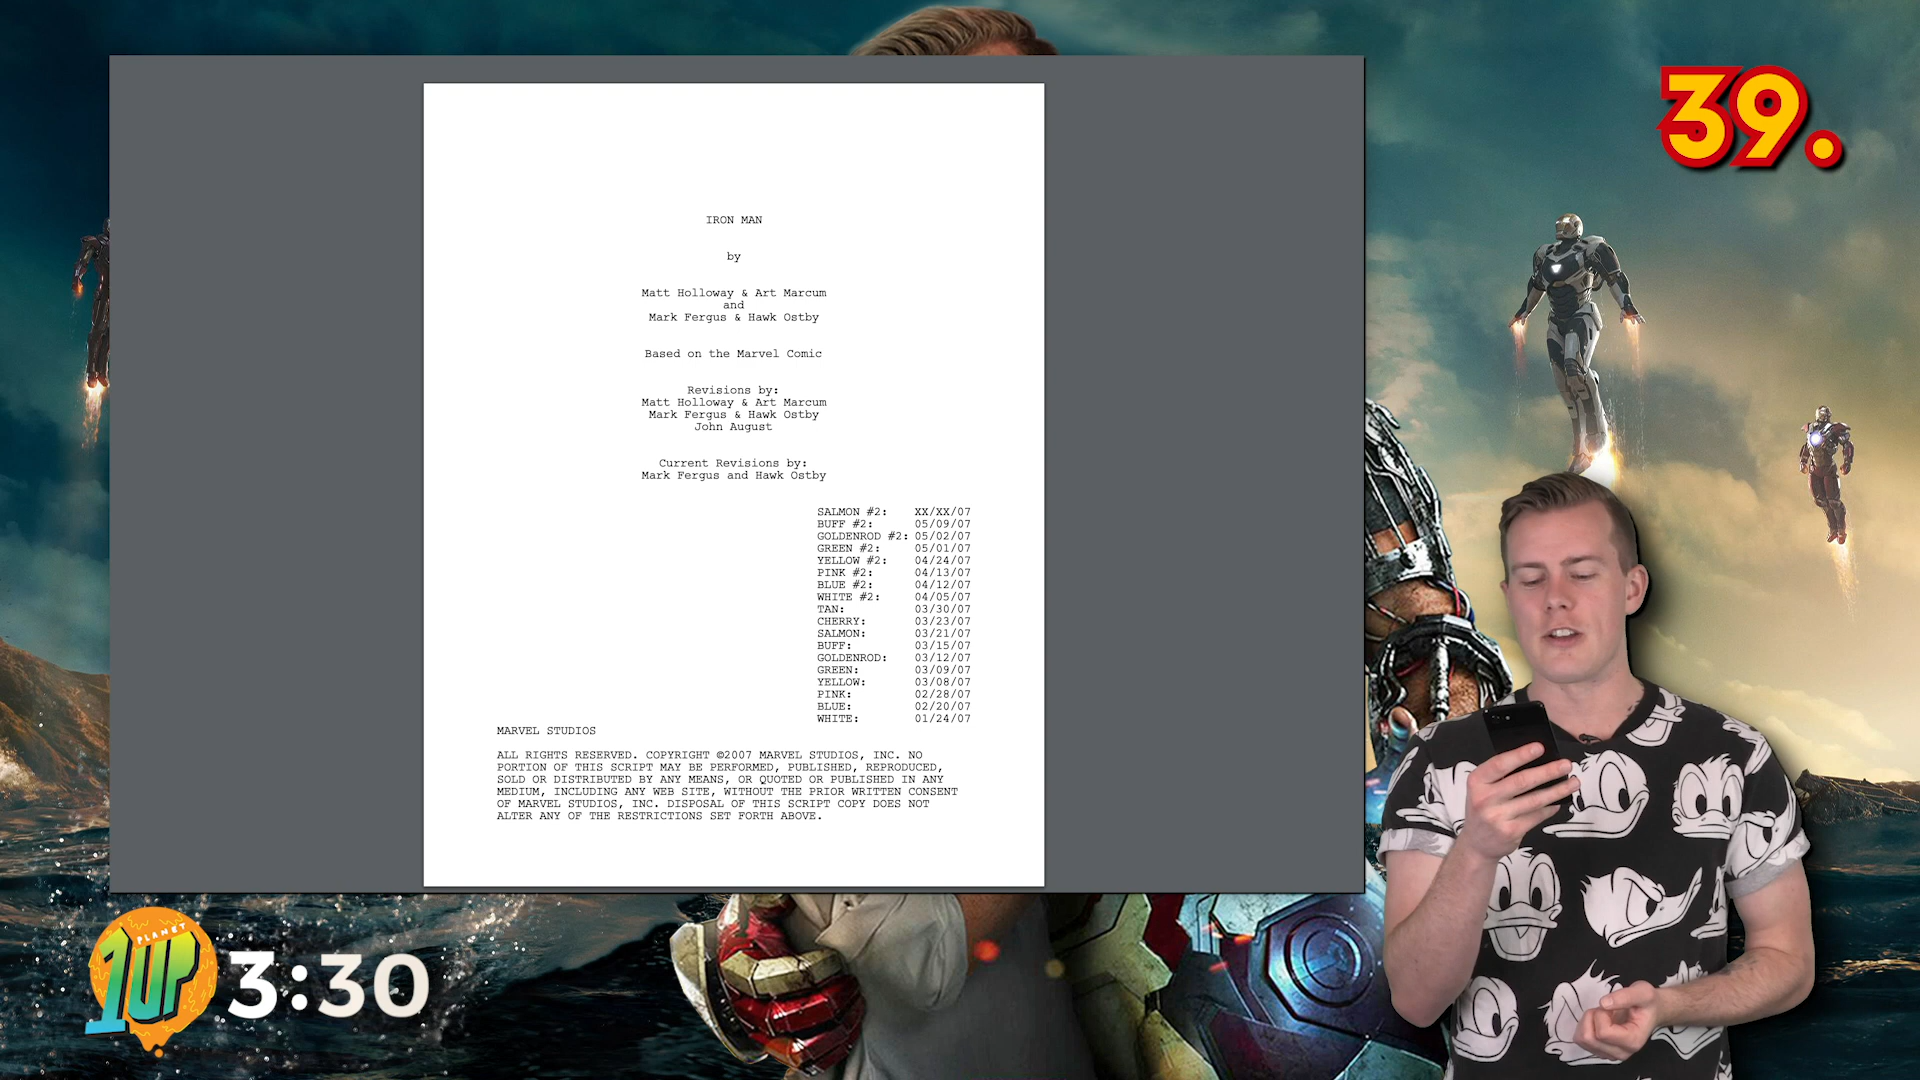 39.
IRON MAN
by
Matt Holloway & Art Marcum
and
Mark Fergus & Hawk Ostby
Based on the Marvel Comic
Revisions by:
Matt Holloway & Art Marcum
Mark Fergus & Hawk Ostby
John August
Current Revisions by:
Mark Fergus and Hawk Ostby
SALMON #2: XX/XX/07
BUFF #2: 05/09/07
GOLDENROD #2: 05/02/07
GREEN #2: 05/01/07
YELLOW #2: 04/24/07
PINK #2: 04/13/07
BLUE #2: 04/12/07
WHITE #2: 04/05/07
TAN: 03/30/07
CHERRY: 03/23/07
SALMON: 03/21/07
BUFF: 03/15/07
GOLDENROD: 03/12/07
GREEN: 03/09/07
YELLOW: 03/08/07
PINK: 02/28/07
BLUE: 02/20/07
WHITE: 01/24/07
MARVEL STUDIOS
ALL RIGHTS RESERVED. COPYRIGHT ©2007 MARVEL STUDIOS, INC. NO
PORTION OF THIS SCRIPT MAY BE PERFORMED, PUBLISHED, REPRODUCED,
SOLD OR DISTRIBUTED BY ANY MEANS, OR QUOTED OR PUBLISHED IN ANY
MEDIUM, INCLUDING ANY WEB SITE, WITHOUT THE PRIOR WRITTEN CONSENT
OF MARVEL STUDIOS, INC. DISPOSAL OF THIS SCRIPT COPY DOES NOT
ALTER ANY OF THE RESTRICTIONS SET FORTH ABOVE.
PLANET
1UP
3:30